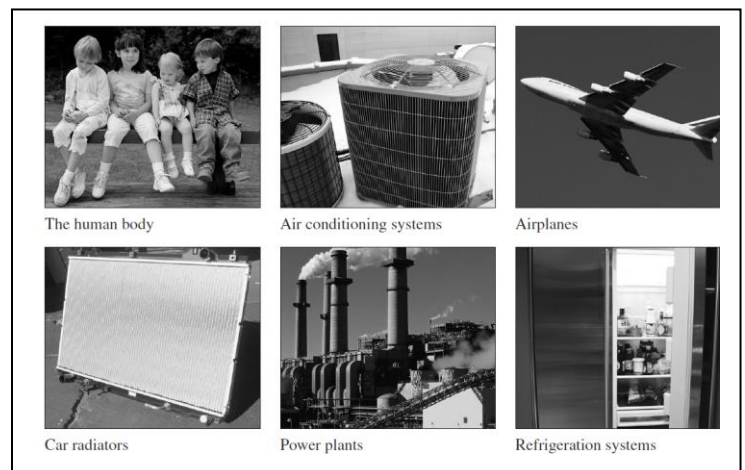 The human body
Air conditioning systems
Airplanes
Car radiators
Power plants
Refrigeration systems